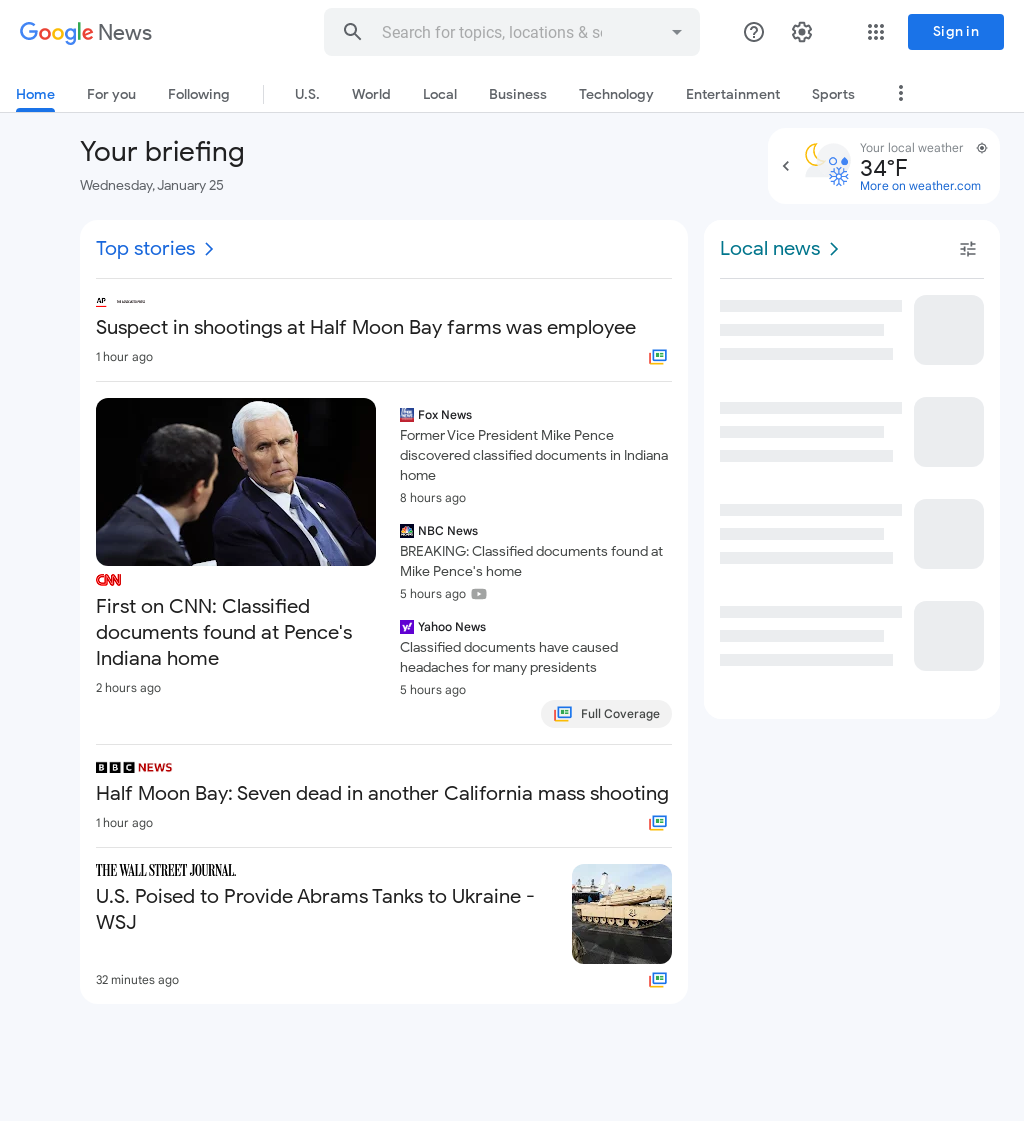 Google News
Search for topics, locations & so
Sign in
Home
For you
Following
U.S.
World
Local
Business
Technology
Entertainment
Sports
Your briefing
Wednesday, January 25
Your local weather
34°F
More on weather.com
Top stories
Local news
AP
Suspect in shootings at Half Moon Bay farms was employee
1 hour ago
CNN
First on CNN: Classified
documents found at Pence's
Indiana home
2 hours ago
Fox News
Former Vice President Mike Pence
discovered classified documents in Indiana
home
8 hours ago
NBC News
BREAKING: Classified documents found at
Mike Pence's home
5 hours ago
Yahoo News
Classified documents have caused
headaches for many presidents
5 hours ago
Full Coverage
BBC NEWS
Half Moon Bay: Seven dead in another California mass shooting
1 hour ago
THE WALL STREET JOURNAL.
U.S. Poised to Provide Abrams Tanks to Ukraine -
WSJ
32 minutes ago